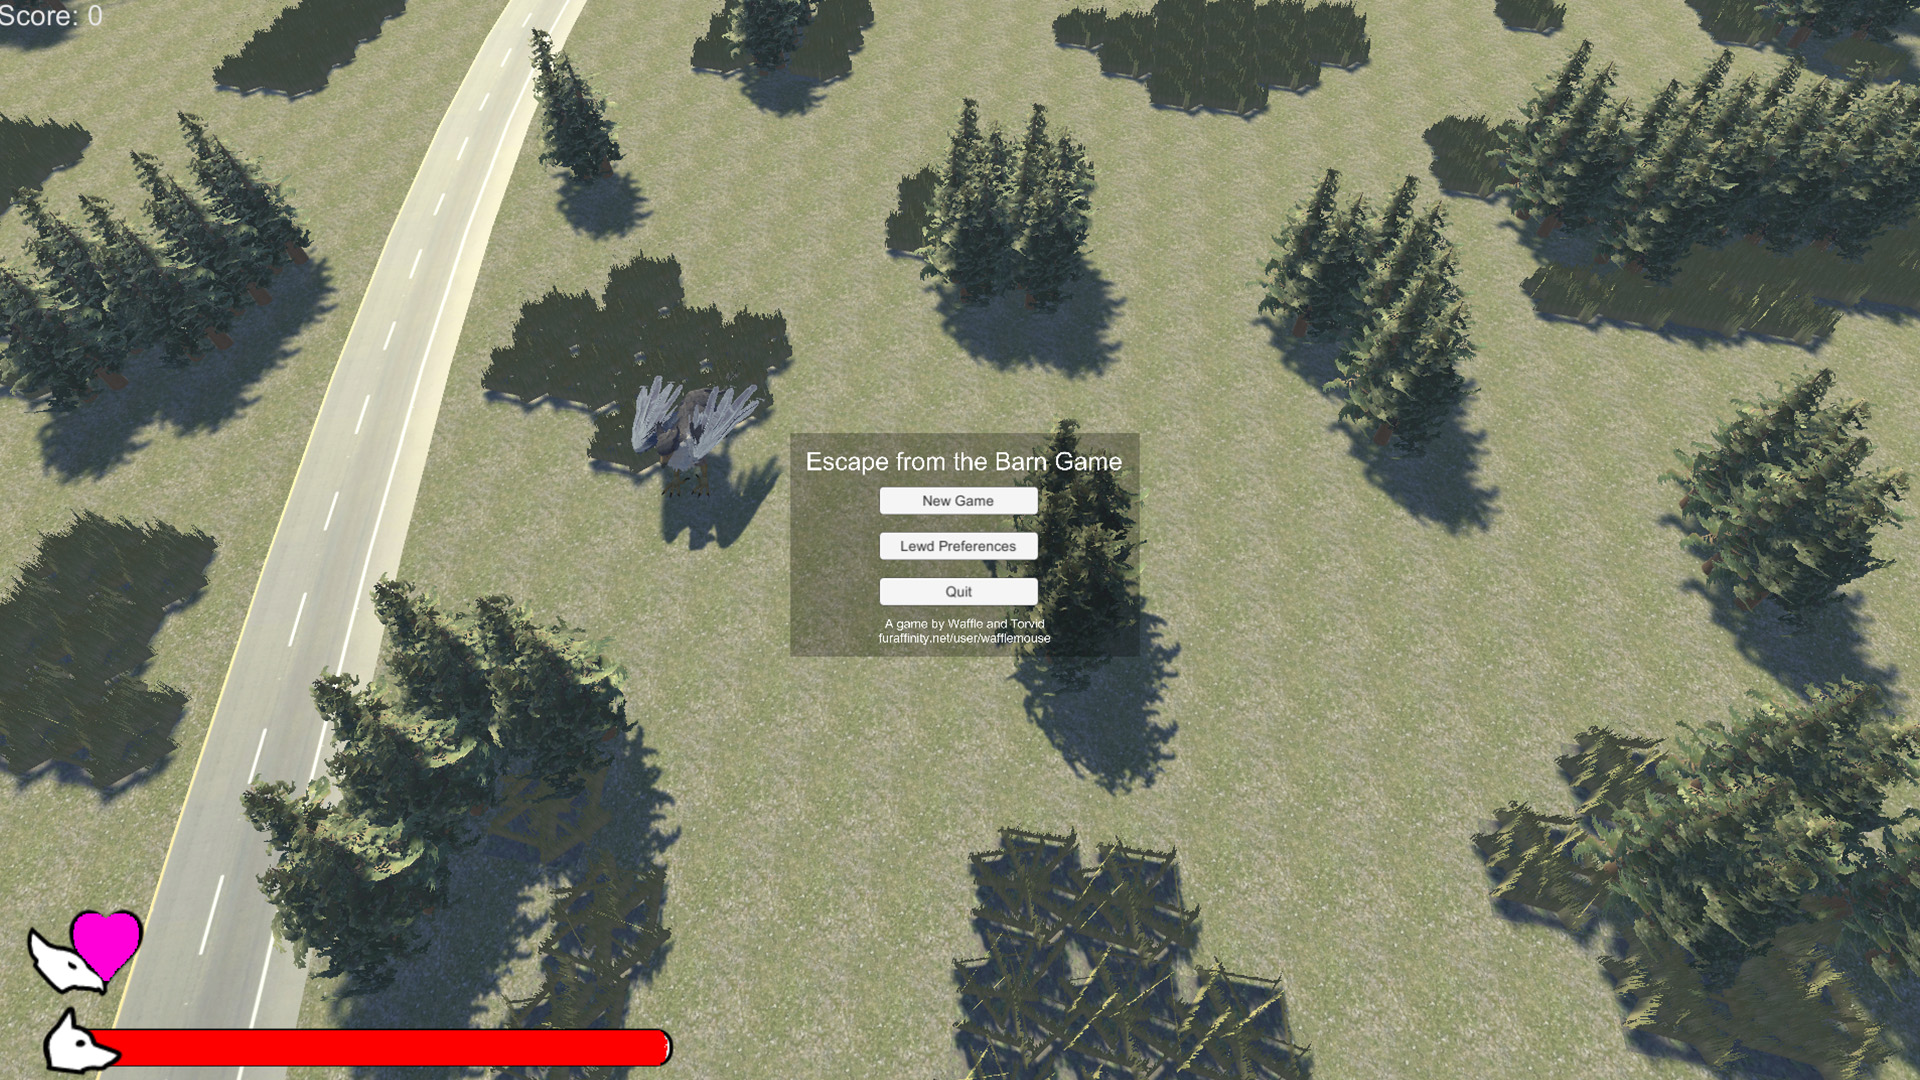 Score: 0
Escape from the Barn Game
New Game
Lewd Preferences
Quit
A game by Waffle and Torvid
furaffinity.net/user/wafflemouse